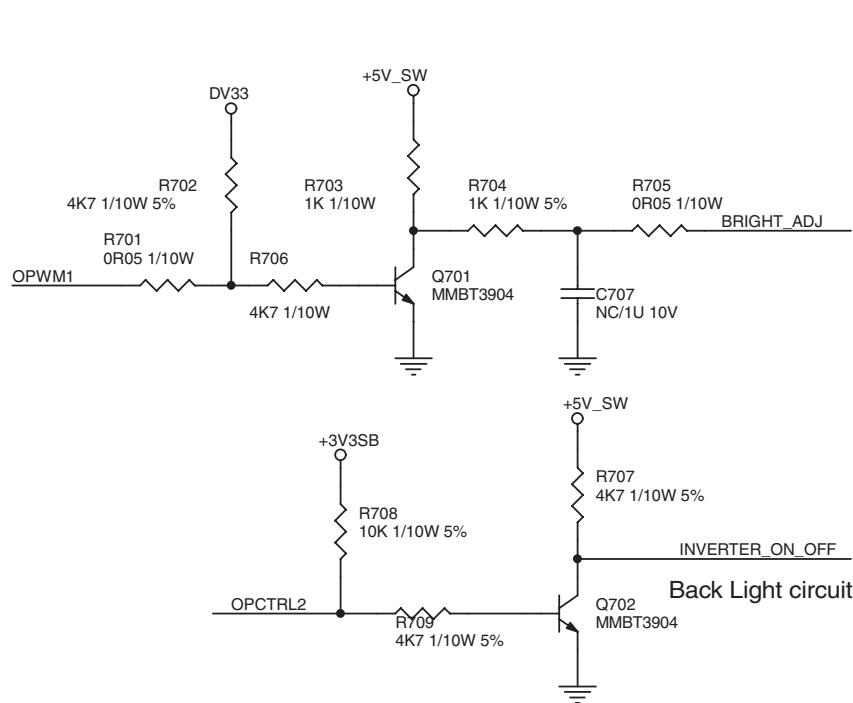 +5V_SW
DV33
R702
4K7 1/10W 5%
R703
1K 1/10W
R704
1K 1/10W 5%
R705
0R05 1/10W
BRIGHT_ADJ
R701
0R05 1/10W
OPWM1
R706
4K7 1/10W
Q701
MMBT3904
C707
NC/1U 10V
+5V_SW
+3V3SB
R707
4K7 1/10W 5%
R708
10K 1/10W 5%
INVERTER_ON_OFF
Back Light circuit
OPCTRL2
R709
4K7 1/10W 5%
Q702
MMBT3904